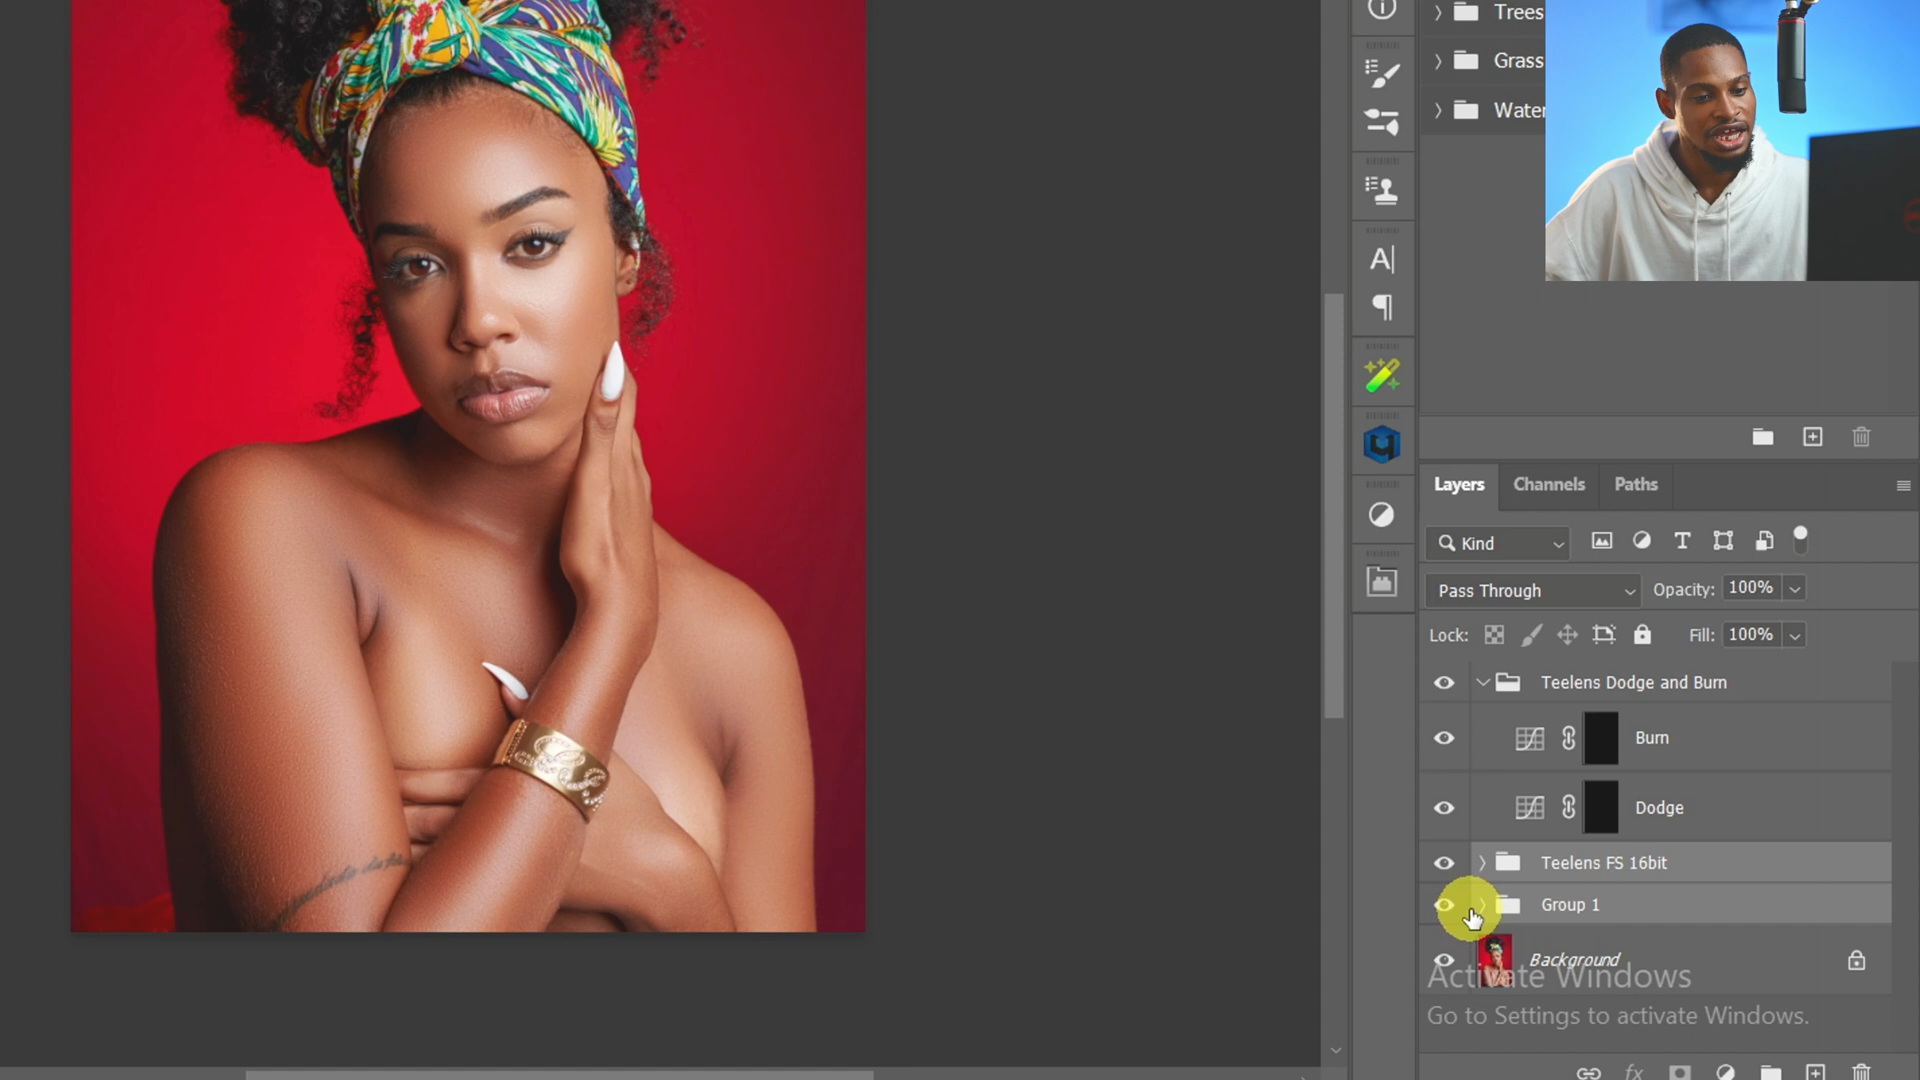 Trees
Grass
Water
A|
Layers
Channels
Paths
Kind
Pass Through
Opacity: 100%
Lock:
Fill: 100%
Teelens Dodge and Burn
Burn
Dodge
Teelens FS 16bit
Group 1
Background
Activate Windows
Go to Settings to activate Windows.
fx